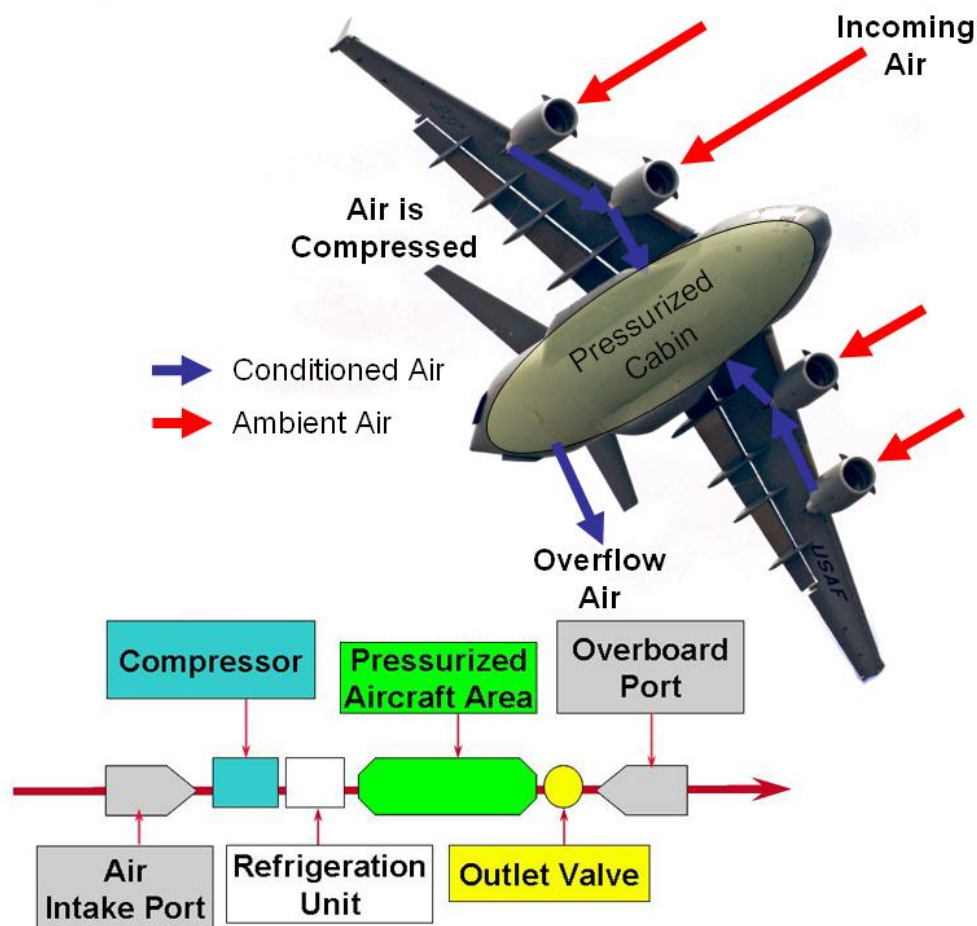 Incoming
Air
Air is
Compressed
Pressurized
Cabin
Conditioned Air
Ambient Air
USAF
Overflow
Air
Compressor
Pressurized
Aircraft Area
Overboard
Port
Air
Intake Port
Refrigeration
Unit
Outlet Valve